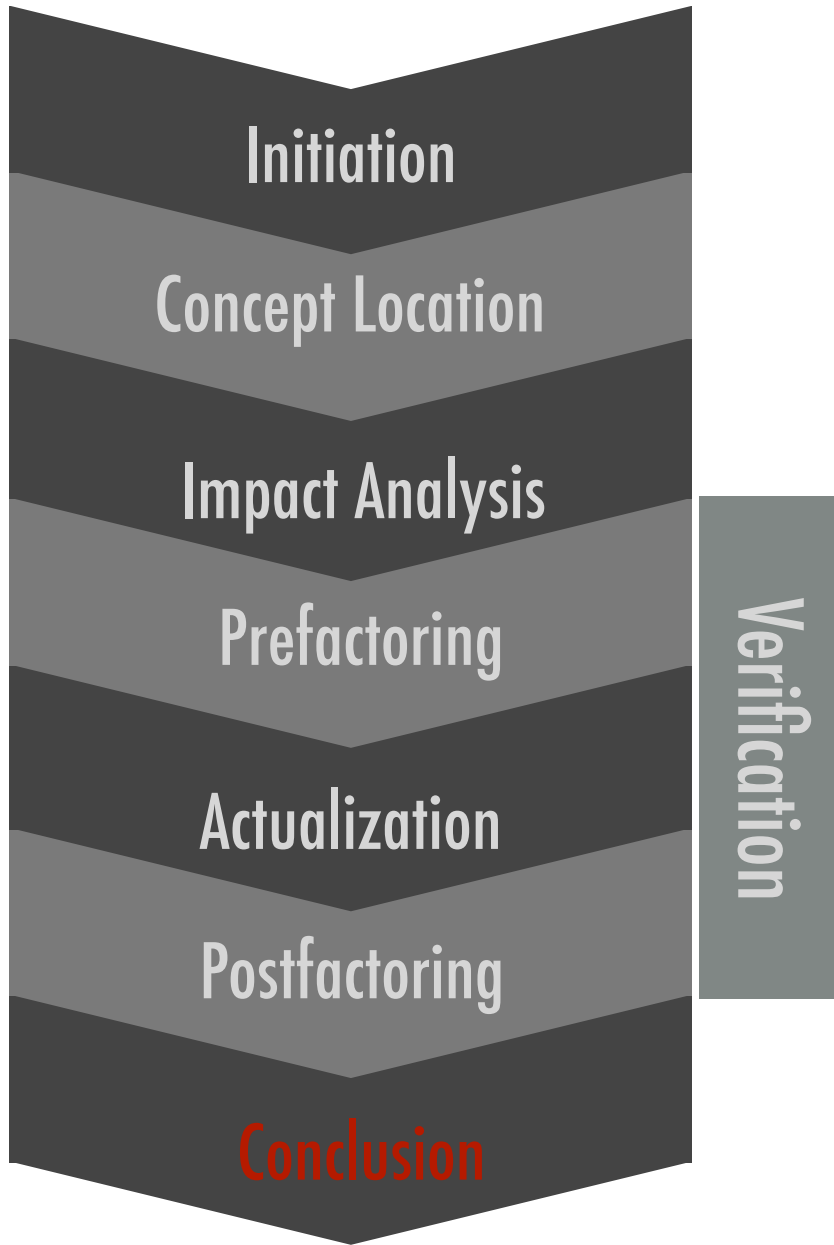 Initiation
Concept Location
Impact Analysis
Prefactoring
Actualization
Postfactoring
Conclusion
Verification